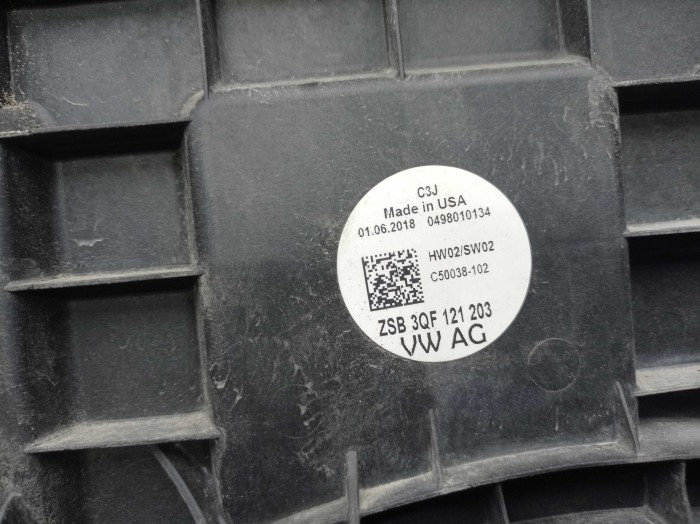 C3J
Made in USA
01.06.2018 0498010134
HW02/SW02
C50038-102
ZSB 3QF 121 203
VW AG